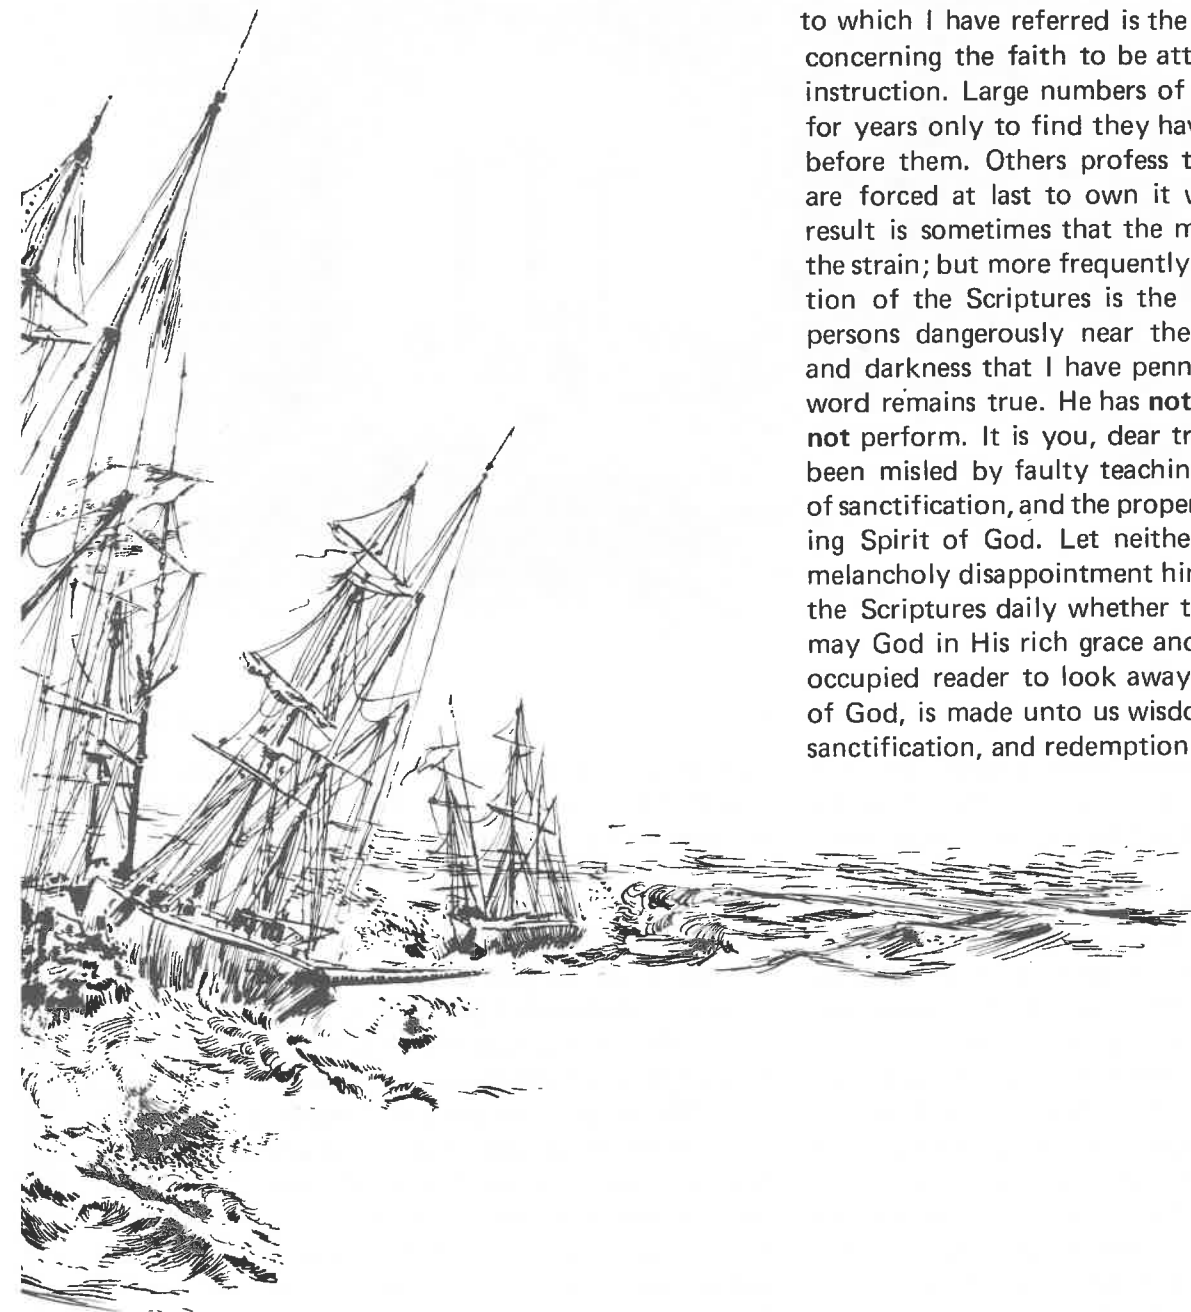 to which I have referred is the
concerning the faith to be att
instruction. Large numbers of
for years only to find they hav
before them. Others profess t
are forced at last to own it w
result is sometimes that the m
the strain; but more frequently
tion of the Scriptures is the
persons dangerously near the
and darkness that I have penn
word remains true. He has not
not perform. It is you, dear tr
been misled by faulty teachin
of sanctification, and the proper
ing Spirit of God. Let neithe
melancholy disappointment hin
the Scriptures daily whether t
may God in His rich grace and
occupied reader to look away
of God, is made unto us wisdo
sanctification, and redemption